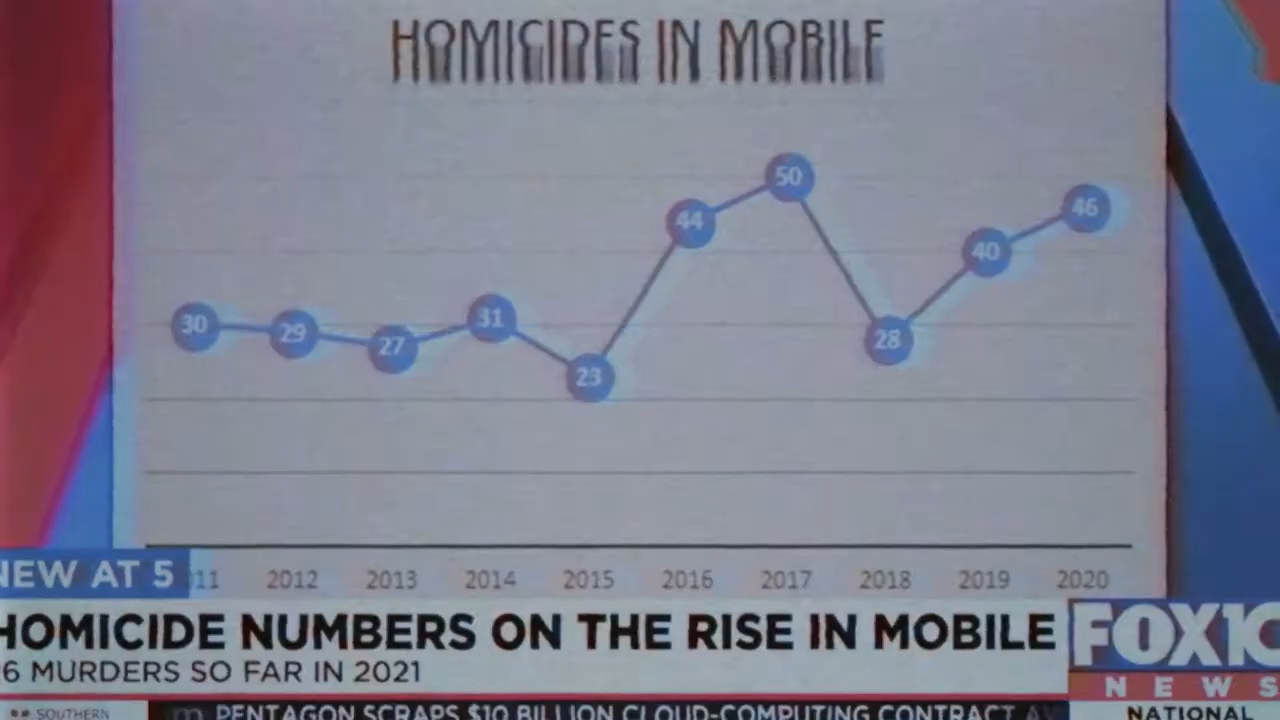 HOMICIDES IN MOBILE
50
46
44
40
31
30
29
28
27
23
11 2012 2013 2014 2015 2016 2017 2018 2019 2020
NEW AT 5
HOMICIDE NUMBERS ON THE RISE IN MOBILE
6 MURDERS SO FAR IN 2021
FOX10
NEWS
NATIONAL
SOUTHERN
PENTAGON SCRAPS $10 BILLION CLOUD-COMPUTING CONTRACT